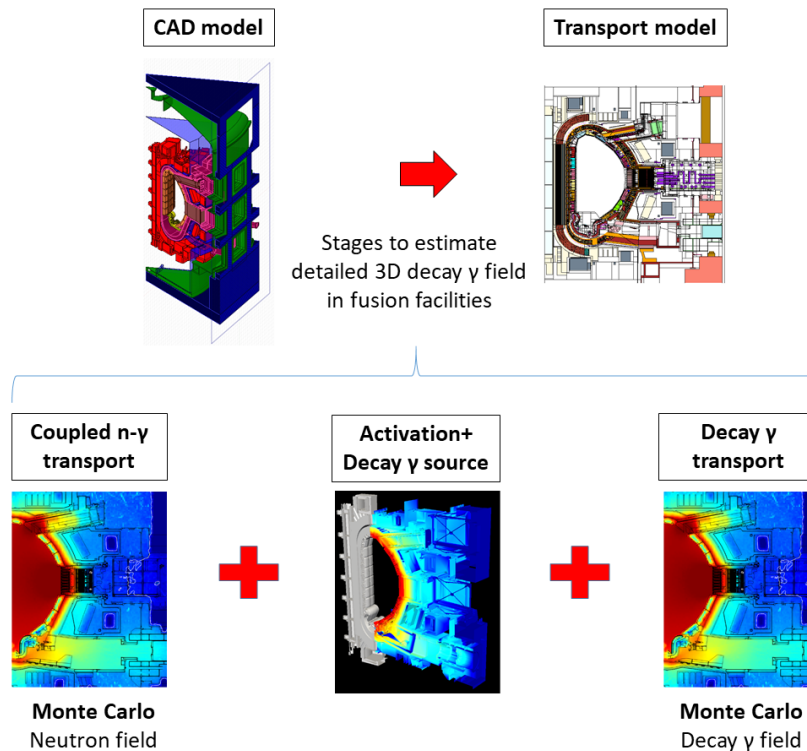 CAD model
Transport model
Stages to estimate
detailed 3D decay γ field
in fusion facilities
Coupled n-γ
transport
Activation+
Decay γ source
Decay γ
transport
Monte Carlo
Neutron field
Monte Carlo
Decay γ field